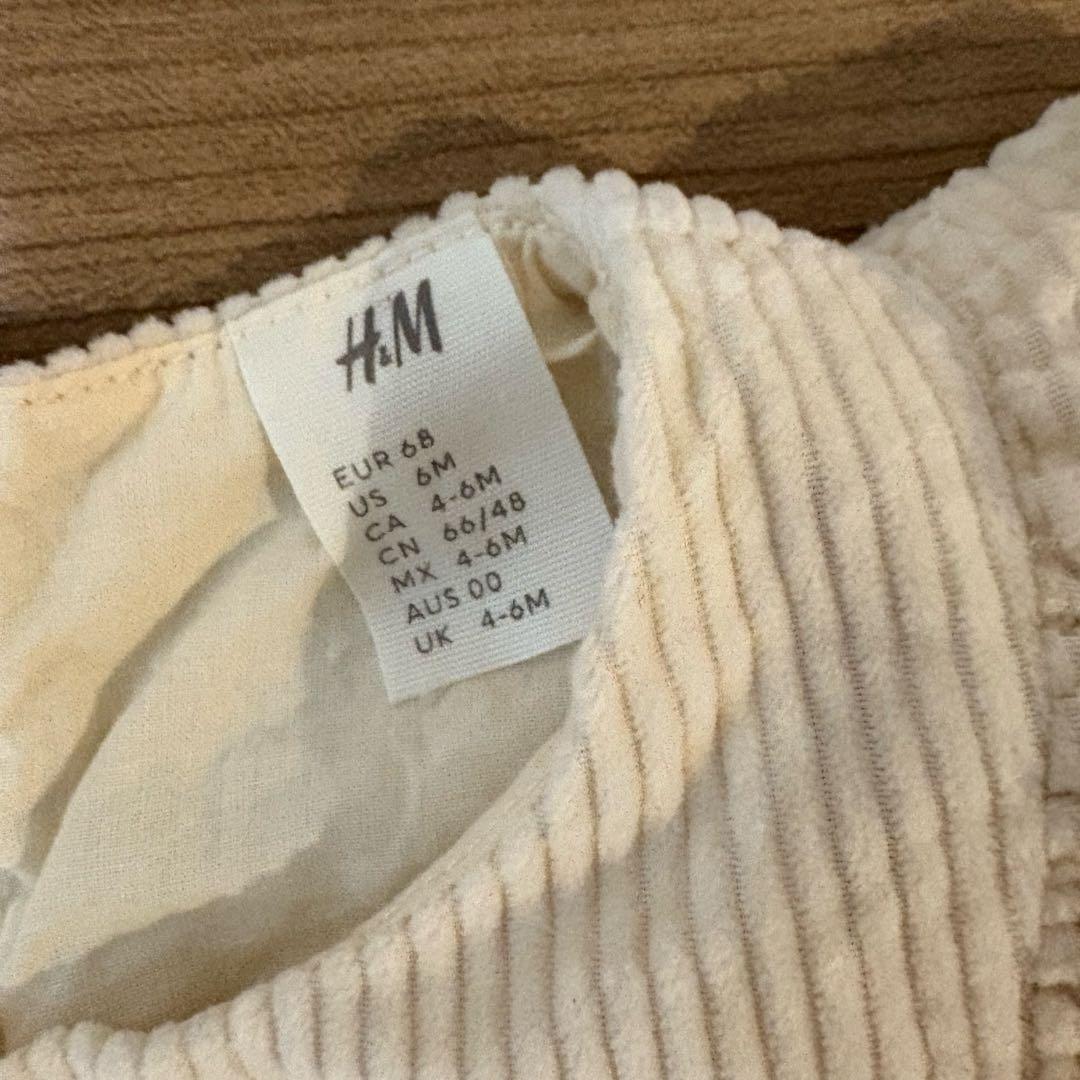 H&M
EUR 68
US 6M
CA 4-6M
CN 66/48
MX 4-6M
AUS 00
UK 4-6M